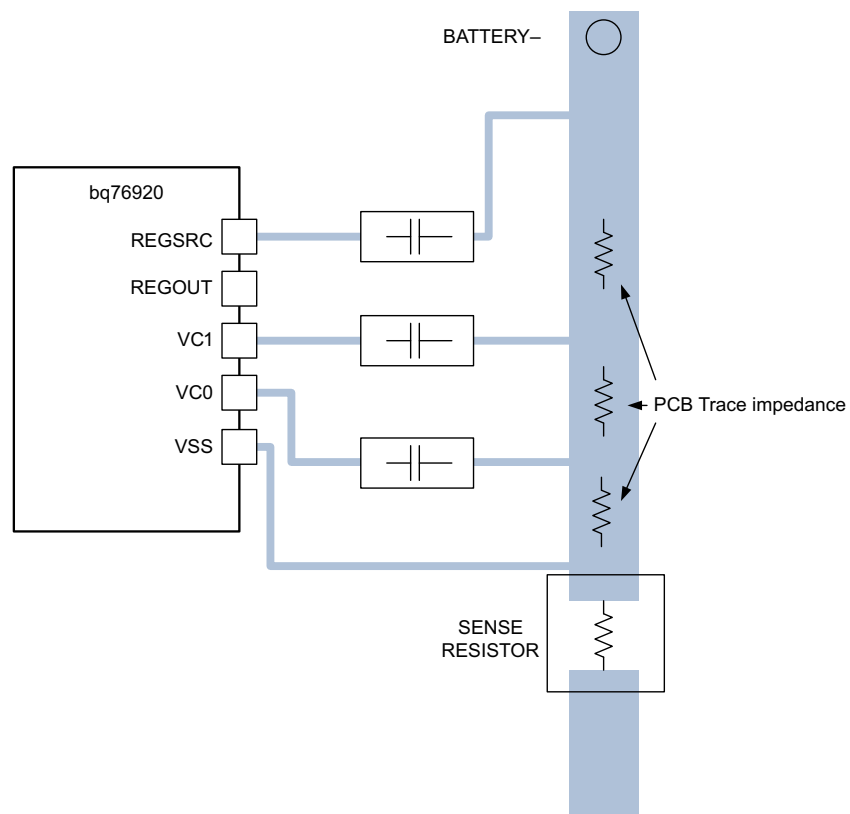 BATTERY–
bq76920
REGSRC
REGOUT
VC1
VC0
VSS
PCB Trace impedance
SENSE
RESISTOR